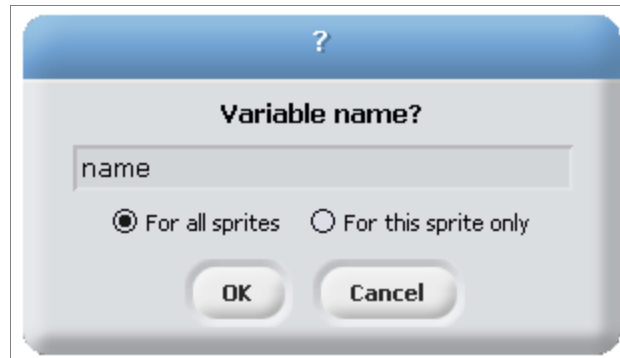 ?
Variable name?
name
For all sprites For this sprite only
OK Cancel